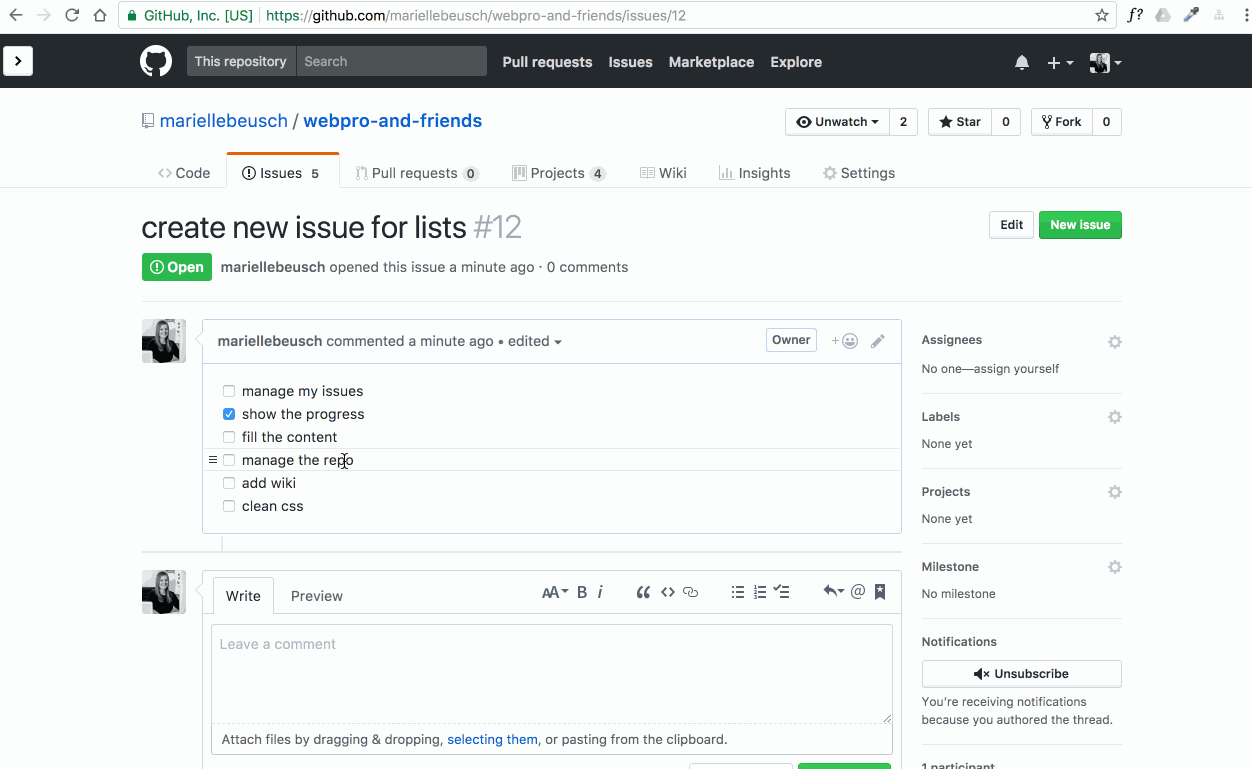 GitHub, Inc. [US] https://github.com/mariellebeusch/webpro-and-friends/issues/12
f?
This repository Search Pull requests Issues Marketplace Explore
mariellebeusch / webpro-and-friends
Unwatch 2 Star 0 Fork 0
Code Issues 5 Pull requests 0 Projects 4 Wiki Insights Settings
create new issue for lists #12
Edit New issue
Open mariellebeusch opened this issue a minute ago · 0 comments
mariellebeusch commented a minute ago • edited
Owner
manage my issues
show the progress
fill the content
manage the repo
add wiki
clean css
Assignees
No one—assign yourself
Labels
None yet
Projects
None yet
Milestone
No milestone
Notifications
Unsubscribe
You’re receiving notifications
because you authored the thread.
1 participant
Write Preview
AA B i
Leave a comment
Attach files by dragging & dropping, selecting them, or pasting from the clipboard.